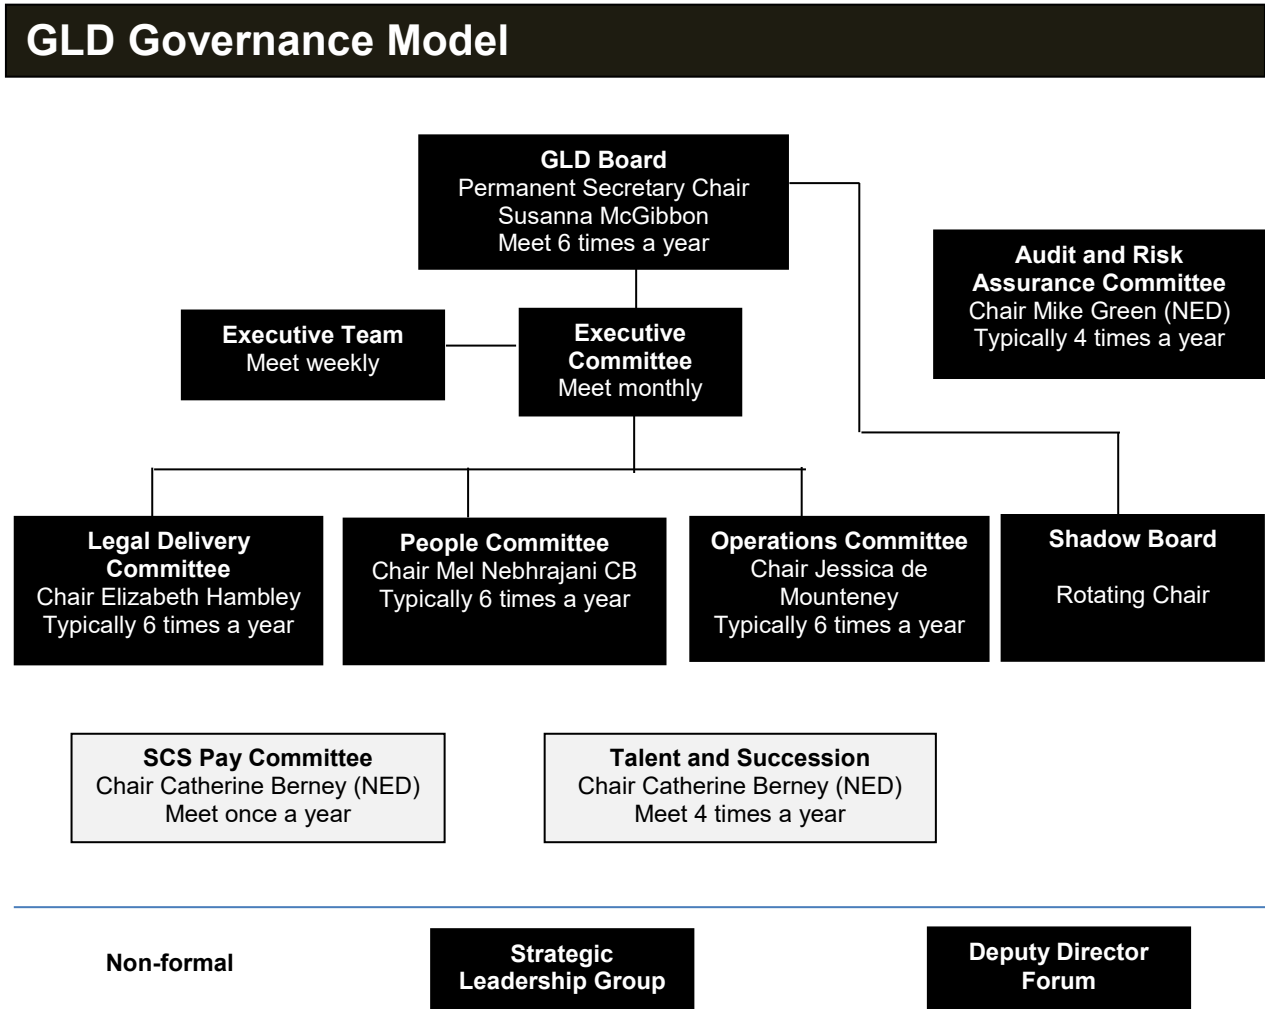 GLD Governance Model
GLD Board
Permanent Secretary Chair
Susanna McGibbon
Meet 6 times a year
Audit and Risk
Assurance Committee
Chair Mike Green (NED)
Typically 4 times a year
Executive Team
Meet weekly
Executive
Committee
Meet monthly
Legal Delivery
Committee
Chair Elizabeth Hambley
Typically 6 times a year
People Committee
Chair Mel Nebhrajani CB
Typically 6 times a year
Operations Committee
Chair Jessica de
Mounteney
Typically 6 times a year
Shadow Board
Rotating Chair
SCS Pay Committee
Chair Catherine Berney (NED)
Meet once a year
Talent and Succession
Chair Catherine Berney (NED)
Meet 4 times a year
Non-formal
Strategic
Leadership Group
Deputy Director
Forum